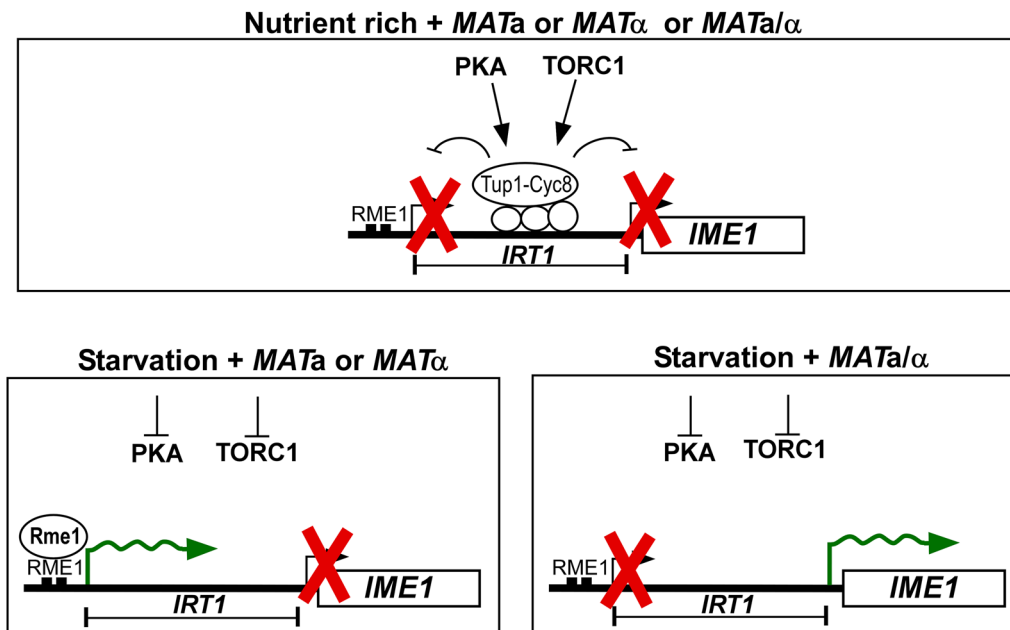 Nutrient rich + MATa or MATα or MATa/α
PKA TORC1
Tup1-Cyc8
RME1
IME1
IRT1
Starvation + MATa or MATα
PKA TORC1
Rme1
RME1
IME1
IRT1
Starvation + MATa/α
PKA TORC1
RME1
IME1
IRT1